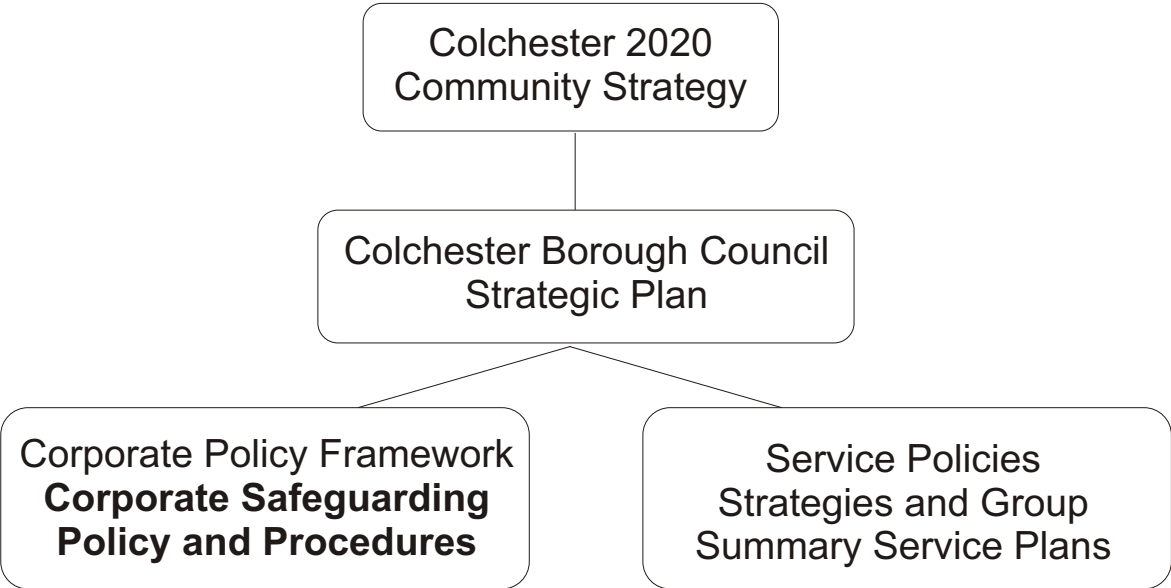 Colchester 2020
Community Strategy
Colchester Borough Council
Strategic Plan
Corporate Policy Framework
Corporate Safeguarding
Policy and Procedures
Service Policies
Strategies and Group
Summary Service Plans